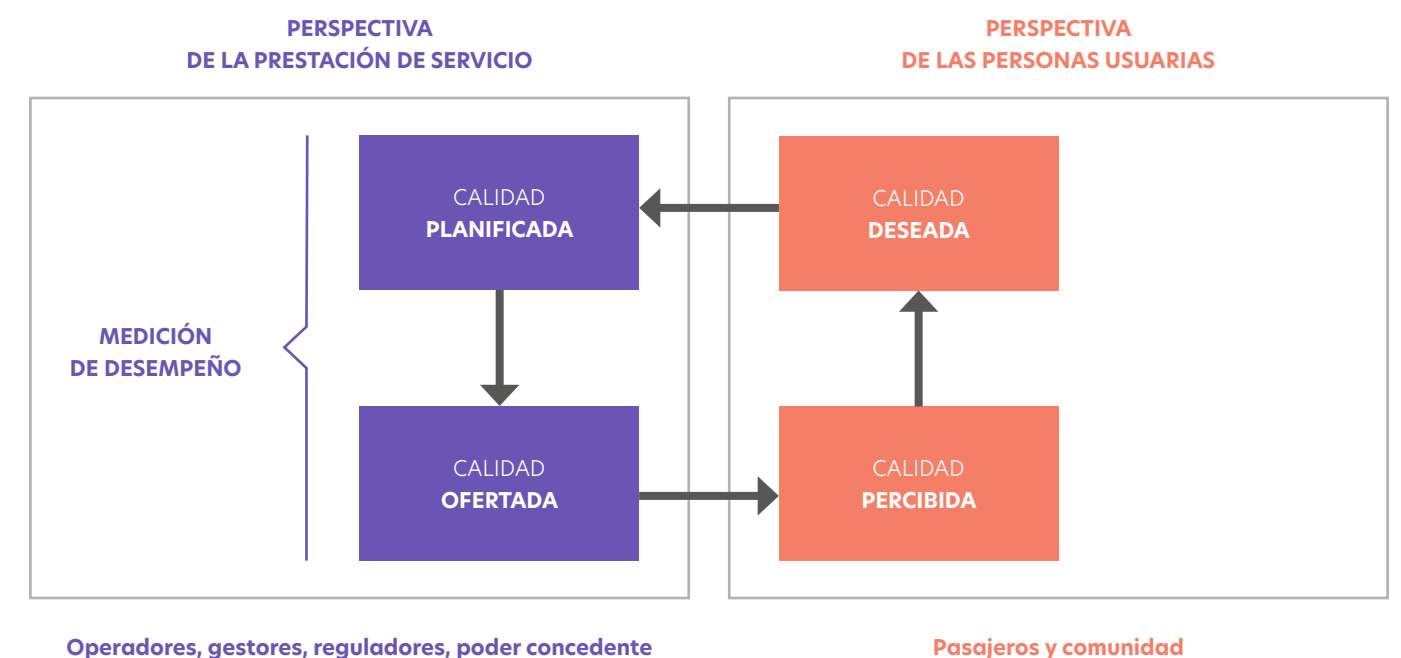 PERSPECTIVA
DE LA PRESTACIÓN DE SERVICIO
PERSPECTIVA
DE LAS PERSONAS USUARIAS
MEDICIÓN
DE DESEMPEÑO
CALIDAD
PLANIFICADA
CALIDAD
OFERTADA
CALIDAD
DESEADA
CALIDAD
PERCIBIDA
Operadores, gestores, reguladores, poder concedente
Pasajeros y comunidad